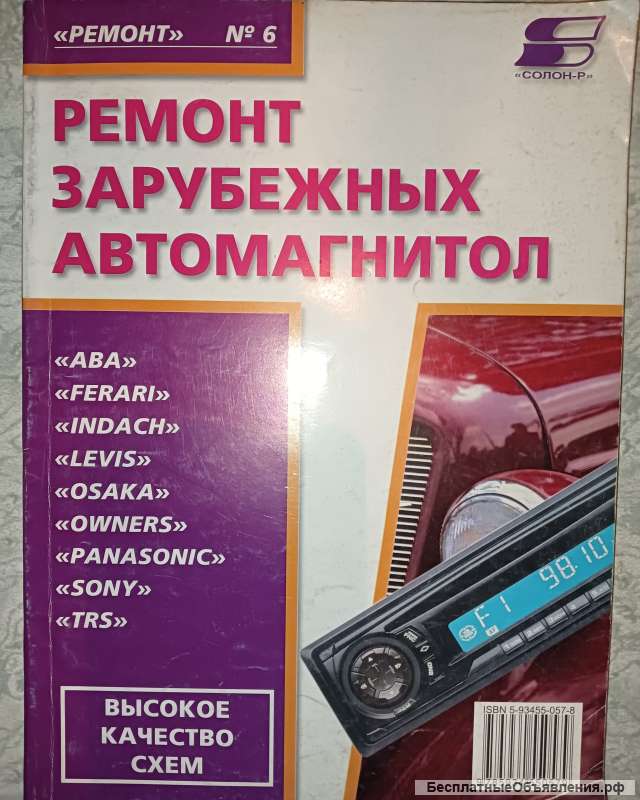 «РЕМОНТ» № 6
«СОЛОН-Р»
РЕМОНТ
ЗАРУБЕЖНЫХ
АВТОМАГНИТОЛ
«ABA»
«FERARI»
«INDACH»
«LEVIS»
«OSAKA»
«OWNERS»
«PANASONIC»
«SONY»
«TRS»
ВЫСОКОЕ
КАЧЕСТВО
СХЕМ
F1 98.10
ISBN 5-93455-057-8
БесплатныеОбъявления.рф